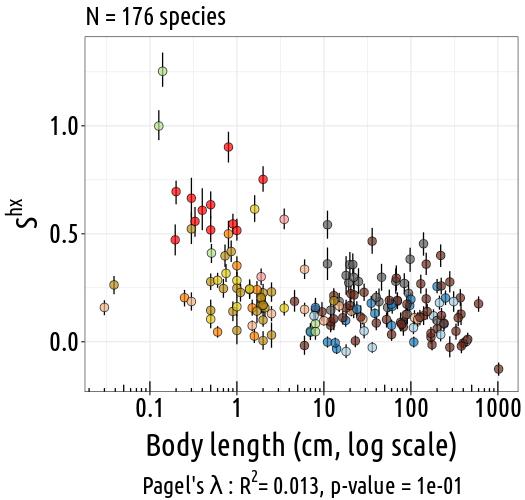 N = 176 species
1.0
0.5
0.0
S^hx
0.1 1 10 100 1000
Body length (cm, log scale)
Pagel's λ : R²= 0.013, p-value = 1e-01